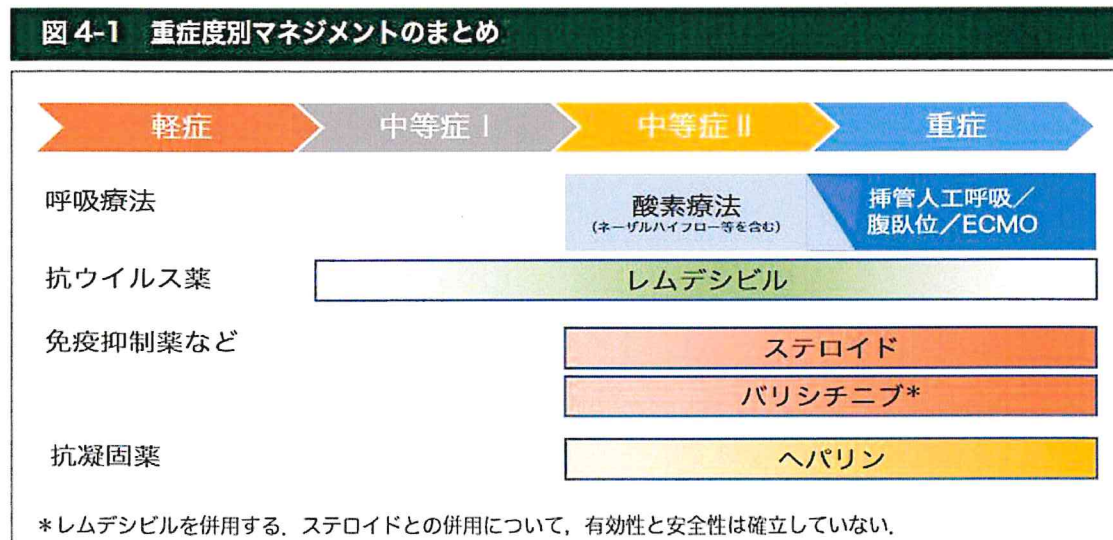 図 4-1 重症度別マネジメントのまとめ
軽症 中等症 I 中等症 II 重症
呼吸療法
酸素療法
(ネーザルハイフロー等を含む)
挿管人工呼吸／
腹臥位／ECMO
抗ウイルス薬
レムデシビル
免疫抑制薬など
ステロイド
バリシチニブ*
抗凝固薬
ヘパリン
*レムデシビルを併用する．ステロイドとの併用について，有効性と安全性は確立していない．